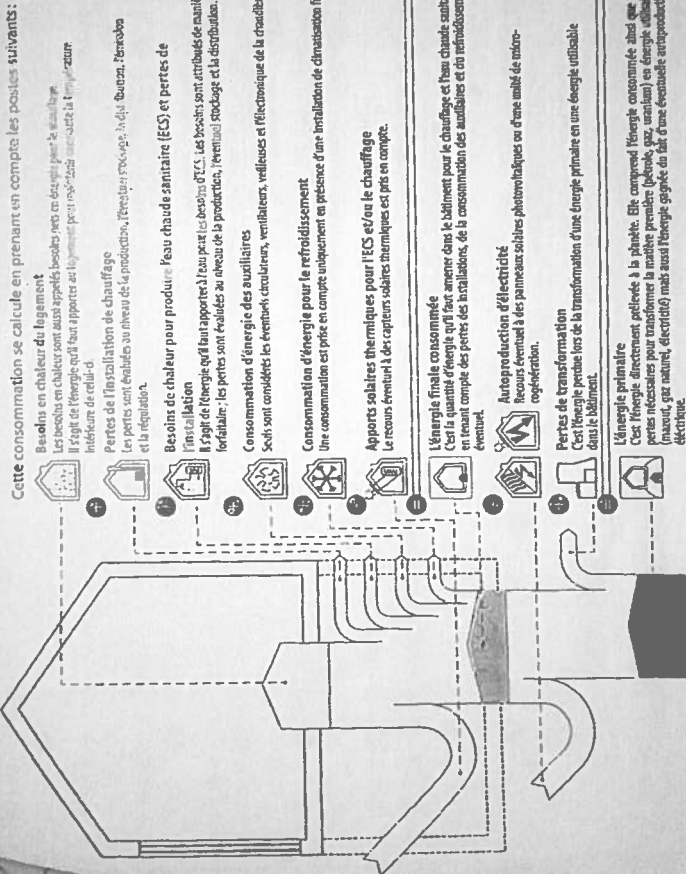 Cette consommation se calcule en prenant en compte les postes suivants :
Besoins en chaleur du logement
Les besoins en chaleur sont aussi appelés besoins nets en énergie pour le chauffage.
Il s'agit de l'énergie qu'il faut apporter au logement pour maintenir constante la température
intérieure de celui-ci.
+
Pertes de l'installation de chauffage
Les pertes sont évaluées au niveau de la production, l'éventuel stockage, la distribution, l'émission
et la régulation.
+
Besoins de chaleur pour produire l'eau chaude sanitaire (ECS) et pertes de
l'installation
Il s'agit de l'énergie qu'il faut apporter à l'eau pour les besoins d'ECS. Les besoins sont attribués de
forfaitaire ; les pertes sont évaluées au niveau de la production, l'éventuel stockage et la distribution.
+
Consommation d'énergie des auxiliaires
Seuls sont considérés les éventuels circulateurs, ventilateurs, veilleuses et l'électronique de la
+
Consommation d'énergie pour le refroidissement
Une consommation est prise en compte uniquement en présence d'une installation de climatisation
Apports solaires thermiques pour l'ECS et/ou le chauffage
Le recours éventuel à des capteurs solaires thermiques est pris en compte.
=
L'énergie finale consommée
C'est la quantité d'énergie qu'il faut amener dans le bâtiment pour le chauffage et l'eau chaude
en tenant compte des pertes des installations, de la consommation des auxiliaires et du
éventuel.
Autoproduction d'électricité
Recours éventuel à des panneaux solaires photovoltaïques ou d'une unité de micro-
cogénération.
+
Pertes de transformation
C'est l'énergie perdue lors de la transformation d'une énergie primaire en une énergie utilisable
dans le bâtiment.
=
L'énergie primaire
C'est l'énergie directement prélevée à la planète. Elle comprend l'énergie consommée ainsi que
pertes nécessaires pour transformer la matière première (pétrole, gaz, uranium) en énergie
(mazout, gaz naturel, électricité) mais aussi l'énergie gagnée du fait d'une éventuelle
électrique.